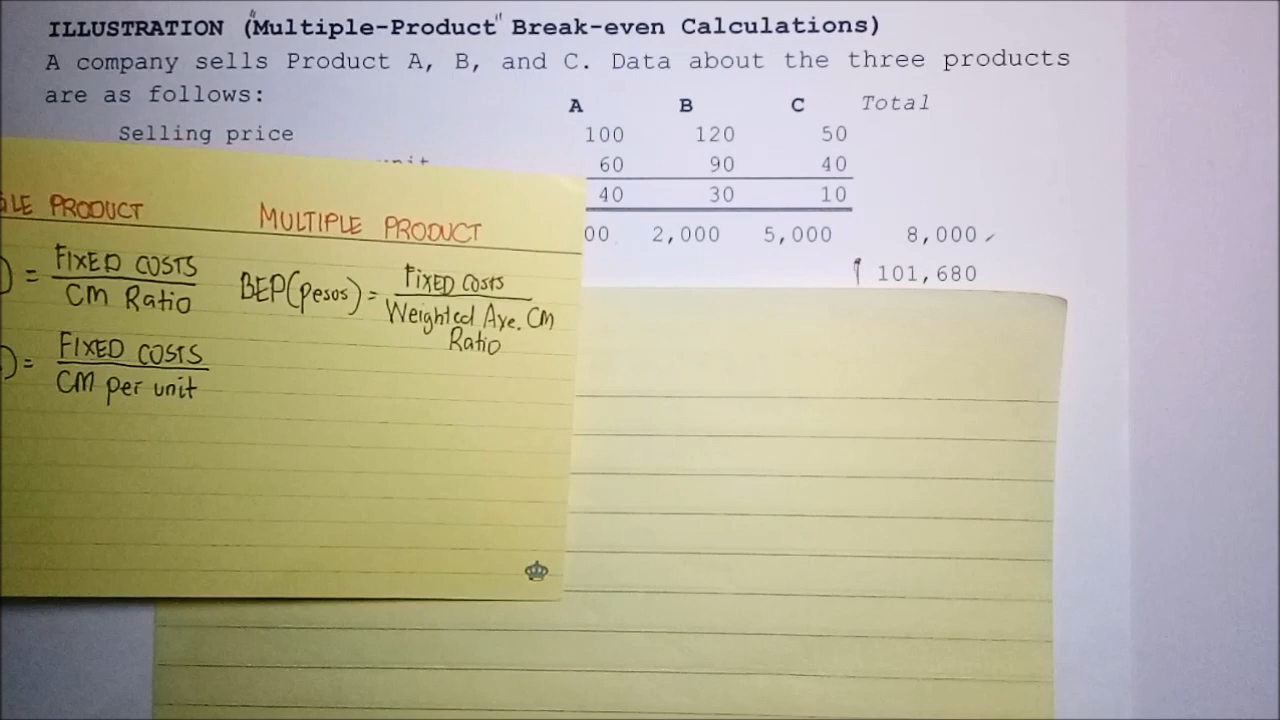 ILLUSTRATION ("Multiple-Product" Break-even Calculations)
A company sells Product A, B, and C. Data about the three products
are as follows:
A B C Total
Selling price 100 120 50
60 90 40
40 30 10
00 2,000 5,000 8,000
101,680
PRODUCT MULTIPLE PRODUCT
) = FIXED COSTS
CM Ratio
BEP(pesos) = FIXED COSTS
Weighted Ave. CM
Ratio
) = FIXED COSTS
CM per unit